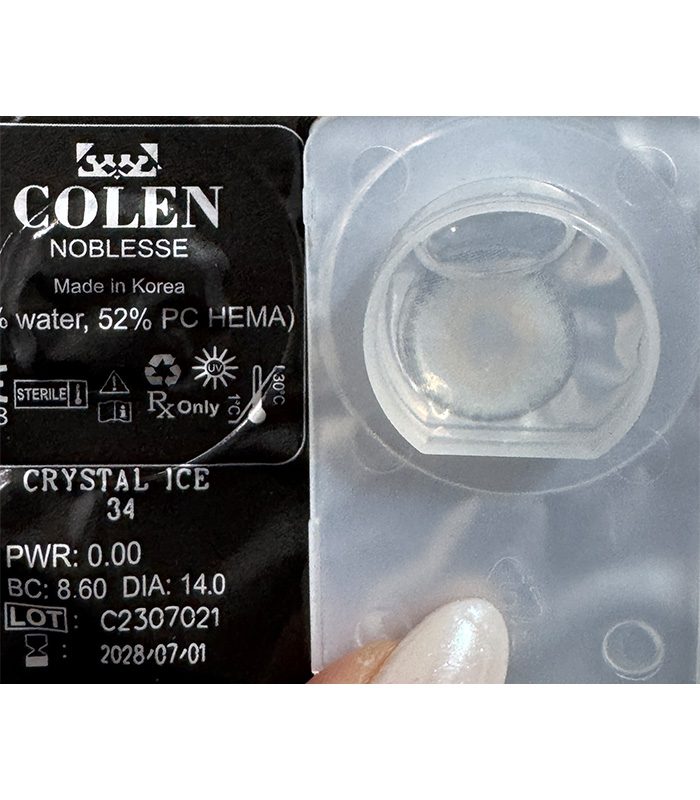 COLEN
NOBLESSE
Made in Korea
% water, 52% PC HEMA)
UV
STERILE
Rx Only
1°C
30°C
CRYSTAL ICE
34
PWR: 0.00
BC: 8.60 DIA: 14.0
LOT : C2307021
: 2028/07/01